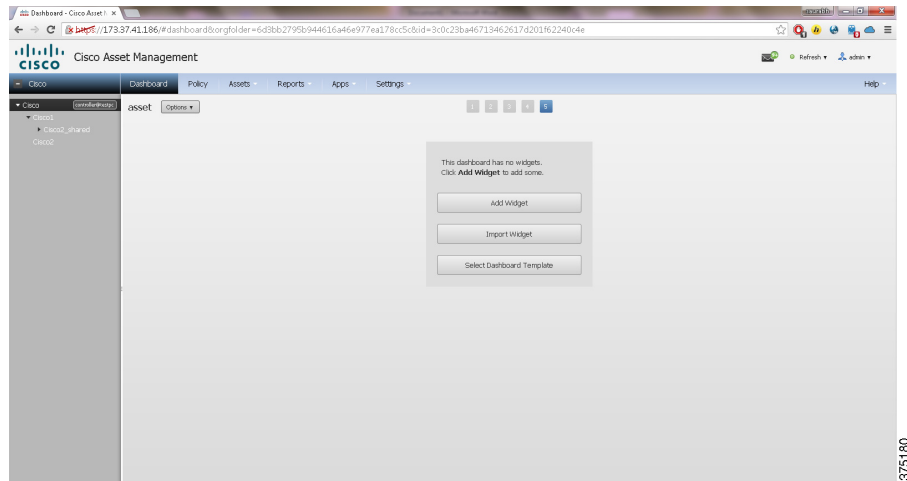 Dashboard - Cisco Asset
https://173.37.41.186/#dashboard&orgfolder=6d3bb2795b944616a46e977ea178cc5c&id=3c0c23ba46713462617d201f62240c4e
CISCO Cisco Asset Management Refresh admin
Cisco Dashboard Policy Assets Reports Apps Settings Help
Cisco
asset Options 1 2 3 4 5
Cisco1
Cisco2_shared
Cisco2
This dashboard has no widgets.
Click Add Widget to add some.
Add Widget
Import Widget
Select Dashboard Template
375180